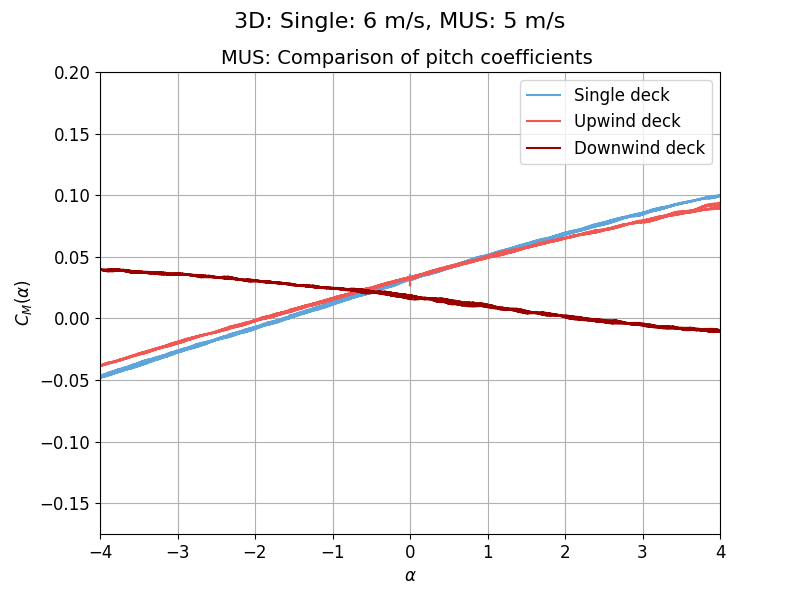 3D: Single: 6 m/s, MUS: 5 m/s
MUS: Comparison of pitch coefficients
0.20
0.15
0.10
0.05
0.00
−0.05
−0.10
−0.15
C_M(α)
Single deck
Upwind deck
Downwind deck
−4 −3 −2 −1 0 1 2 3 4
α